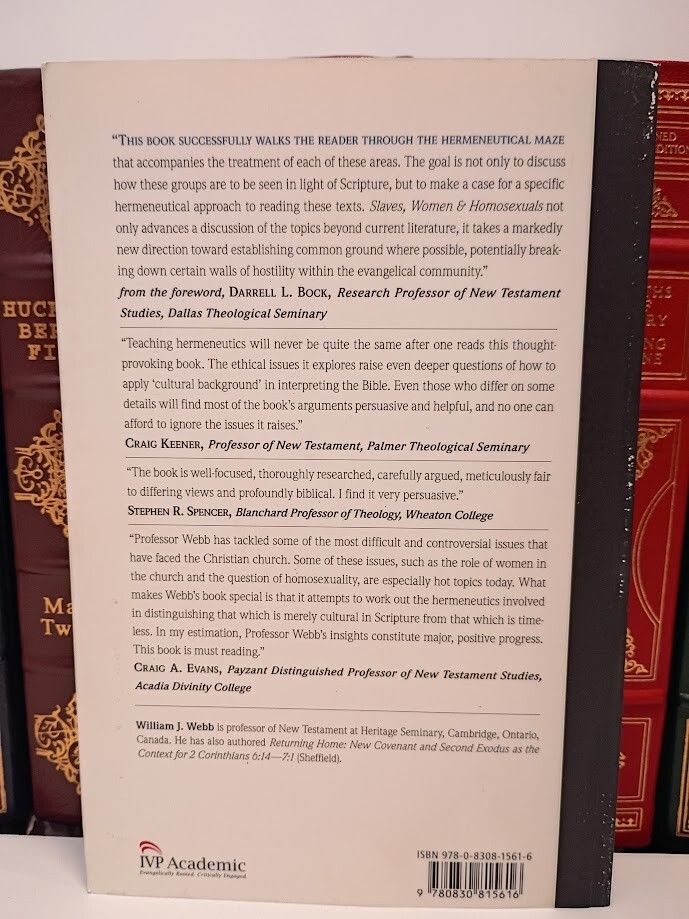 “THIS BOOK SUCCESSFULLY WALKS THE READER THROUGH THE HERMENEUTICAL MAZE
that accompanies the treatment of each of these areas. The goal is not only to discuss
how these groups are to be seen in light of Scripture, but to make a case for a specific
hermeneutical approach to reading these texts. Slaves, Women & Homosexuals not
only advances a discussion of the topics beyond current literature, it takes a markedly
new direction toward establishing common ground where possible, potentially break-
ing down certain walls of hostility within the evangelical community.”
from the foreword, DARRELL L. BOCK, Research Professor of New Testament
Studies, Dallas Theological Seminary
“Teaching hermeneutics will never be quite the same after one reads this thought-
provoking book. The ethical issues it explores raise even deeper questions of how to
apply ‘cultural background’ in interpreting the Bible. Even those who differ on some
details will find most of the book’s arguments persuasive and helpful, and no one can
afford to ignore the issues it raises.”
CRAIG KEENER, Professor of New Testament, Palmer Theological Seminary
“The book is well-focused, thoroughly researched, carefully argued, meticulously fair
to differing views and profoundly biblical. I find it very persuasive.”
STEPHEN R. SPENCER, Blanchard Professor of Theology, Wheaton College
“Professor Webb has tackled some of the most difficult and controversial issues that
have faced the Christian church. Some of these issues, such as the role of women in
the church and the question of homosexuality, are especially hot topics today. What
makes Webb’s book special is that it attempts to work out the hermeneutics involved
in distinguishing that which is merely cultural in Scripture from that which is time-
less. In my estimation, Professor Webb’s insights constitute major, positive progress.
This book is must reading.”
CRAIG A. EVANS, Payzant Distinguished Professor of New Testament Studies,
Acadia Divinity College
William J. Webb is professor of New Testament at Heritage Seminary, Cambridge, Ontario,
Canada. He has also authored Returning Home: New Covenant and Second Exodus as the
Context for 2 Corinthians 6:14—7:1 (Sheffield).
IVP Academic
Evangelically Rooted. Critically Engaged.
ISBN 978-0-8308-1561-6
9 780830 815616
HUCK
BER
FI
MA
TW